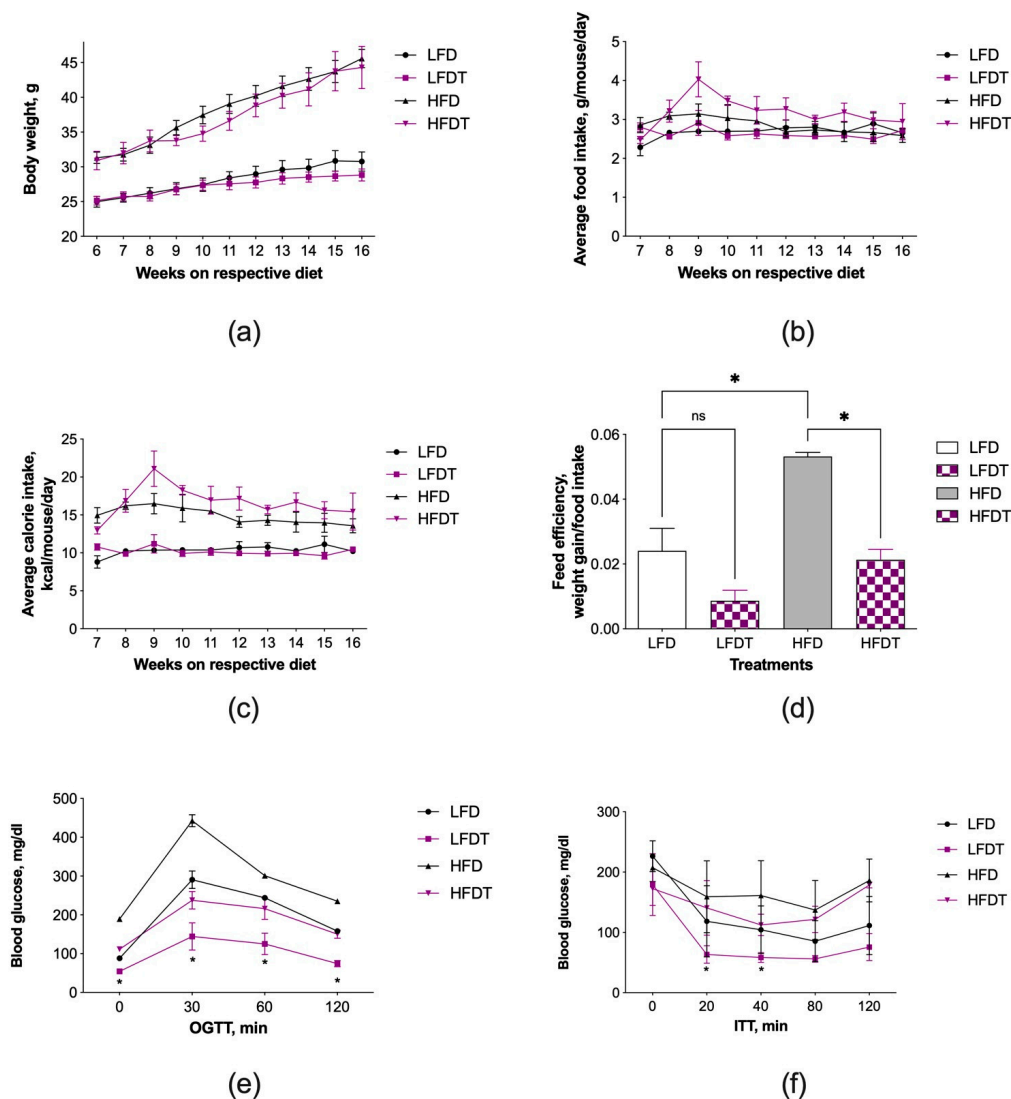 Body weight, g
45
40
35
30
25
20
6 7 8 9 10 11 12 13 14 15 16
Weeks on respective diet
LFD
LFDT
HFD
HFDT
(a)
Average food intake, g/mouse/day
5
4
3
2
1
0
7 8 9 10 11 12 13 14 15 16
Weeks on respective diet
LFD
LFDT
HFD
HFDT
(b)
Average calorie intake,
kcal/mouse/day
25
20
15
10
5
0
7 8 9 10 11 12 13 14 15 16
Weeks on respective diet
LFD
LFDT
HFD
HFDT
(c)
Feed efficiency,
weight gain/food intake
*
ns
*
0.06
0.04
0.02
0.00
LFD LFDT HFD HFDT
Treatments
LFD
LFDT
HFD
HFDT
(d)
Blood glucose, mg/dl
500
400
300
200
100
0
* * * *
0 30 60 120
OGTT, min
LFD
LFDT
HFD
HFDT
(e)
Blood glucose, mg/dl
300
200
100
0
* *
0 20 40 80 120
ITT, min
LFD
LFDT
HFD
HFDT
(f)